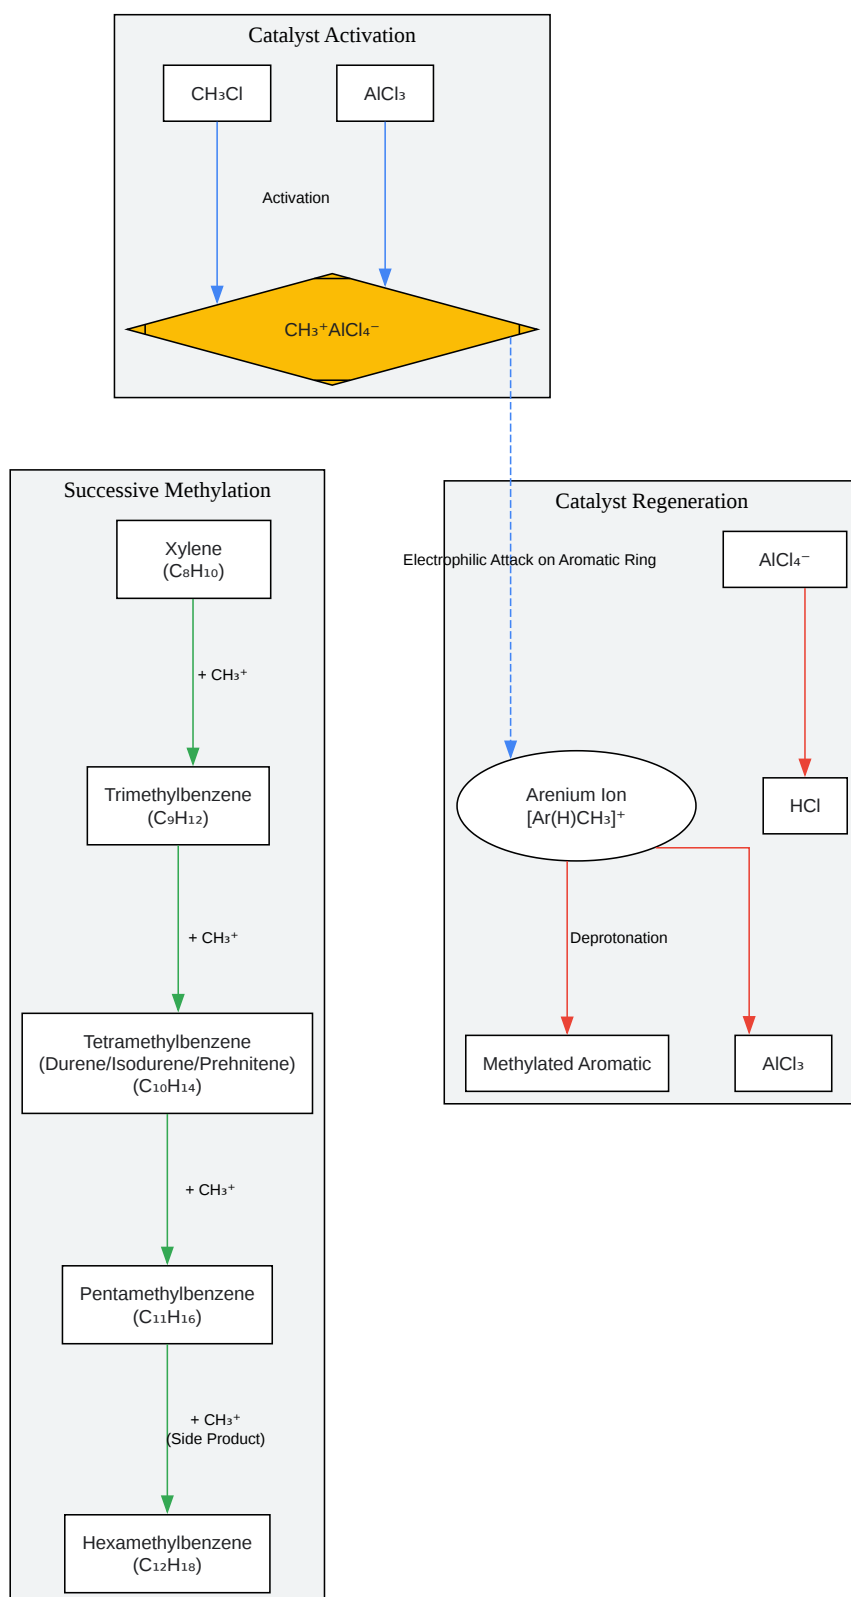 Catalyst Activation
CH₃Cl
AlCl₃
Activation
CH₃⁺AlCl₄⁻
Successive Methylation
Xylene
(C₈H₁₀)
+ CH₃⁺
Trimethylbenzene
(C₉H₁₂)
+ CH₃⁺
Tetramethylbenzene
(Durene/Isodurene/Prehnitene)
(C₁₀H₁₄)
+ CH₃⁺
Pentamethylbenzene
(C₁₁H₁₆)
+ CH₃⁺
(Side Product)
Hexamethylbenzene
(C₁₂H₁₈)
Catalyst Regeneration
Electrophilic Attack on Aromatic Ring
AlCl₄⁻
Arenium Ion
[Ar(H)CH₃]⁺
HCl
Deprotonation
Methylated Aromatic
AlCl₃